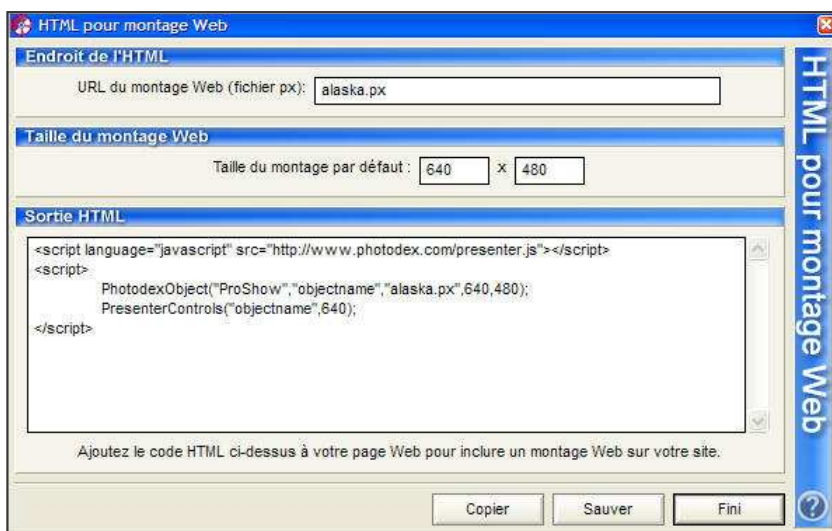 HTML pour montage Web
Endroit de l'HTML
URL du montage Web (fichier px): alaska.px
Taille du montage Web
Taille du montage par défaut : 640 x 480
Sortie HTML
<script language="javascript" src="http://www.photodex.com/presenter.js"></script>
<script>
PhotodexObject("ProShow","objectname","alaska.px",640,480);
PresenterControls("objectname",640);
</script>
Ajoutez le code HTML ci-dessus à votre page Web pour inclure un montage Web sur votre site.
Copier Sauver Fini
HTML pour montage Web
?